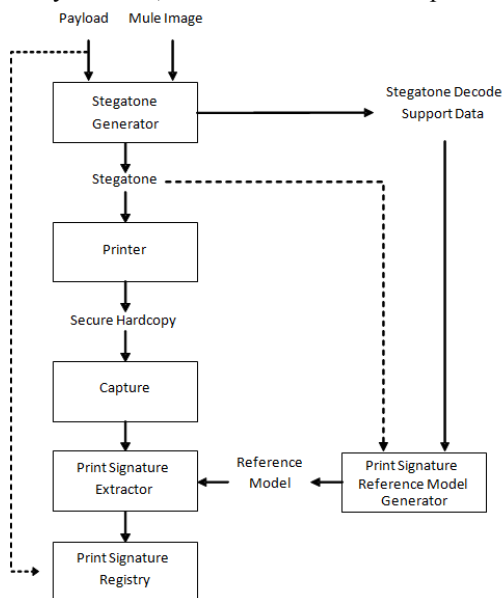 Payload Mule Image
Stegatone
Generator
Stegatone Decode
Support Data
Stegatone
Printer
Secure Hardcopy
Capture
Print Signature
Extractor
Reference
Model
Print Signature
Reference Model
Generator
Print Signature
Registry